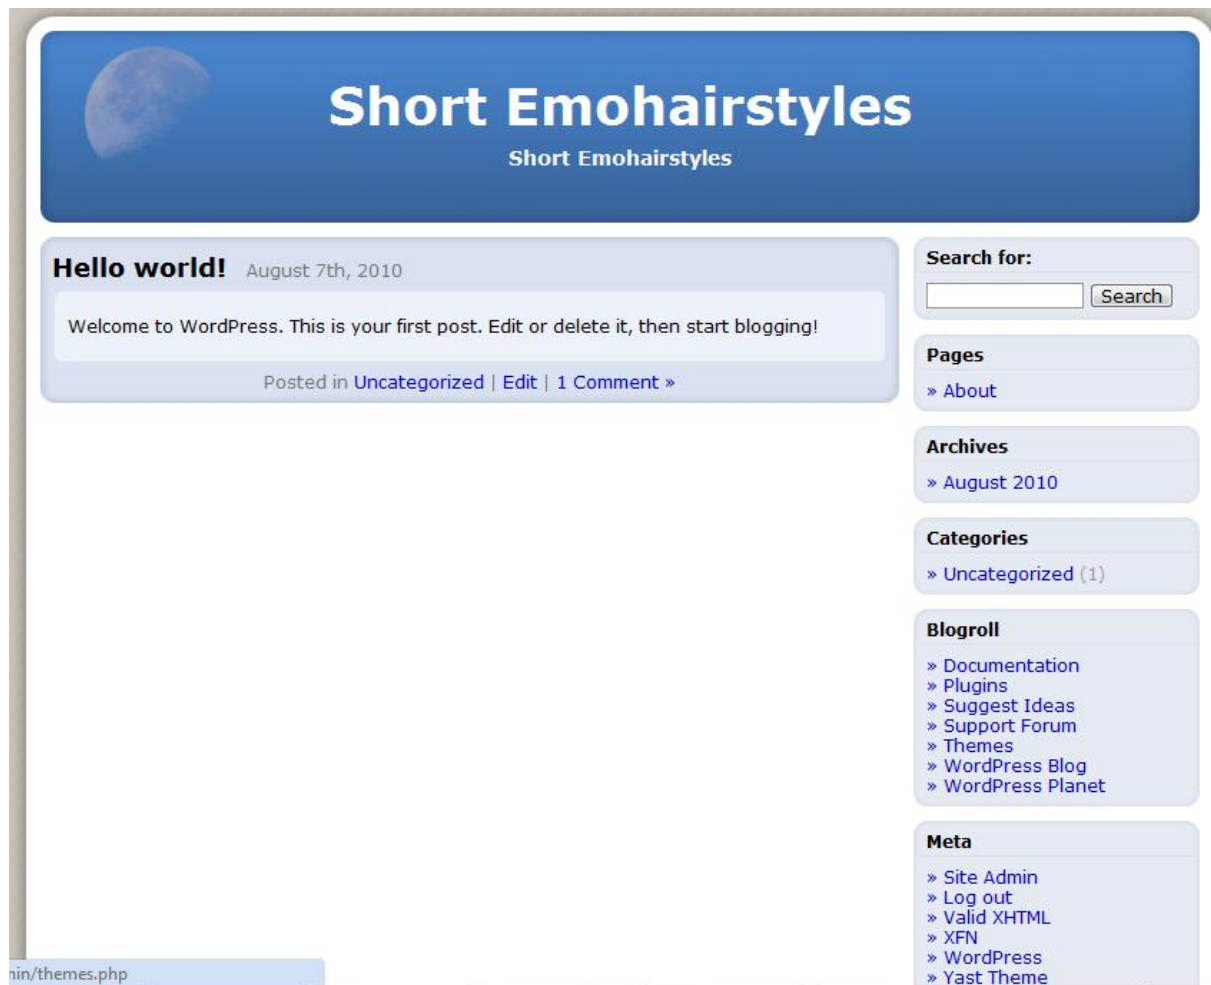 Short Emohairstyles
Short Emohairstyles
Hello world! August 7th, 2010
Welcome to WordPress. This is your first post. Edit or delete it, then start blogging!
Posted in Uncategorized | Edit | 1 Comment »
Search for:
Search
Pages
» About
Archives
» August 2010
Categories
» Uncategorized (1)
Blogroll
» Documentation
» Plugins
» Suggest Ideas
» Support Forum
» Themes
» WordPress Blog
» WordPress Planet
Meta
» Site Admin
» Log out
» Valid XHTML
» XFN
» WordPress
» Yast Theme
/themes.php